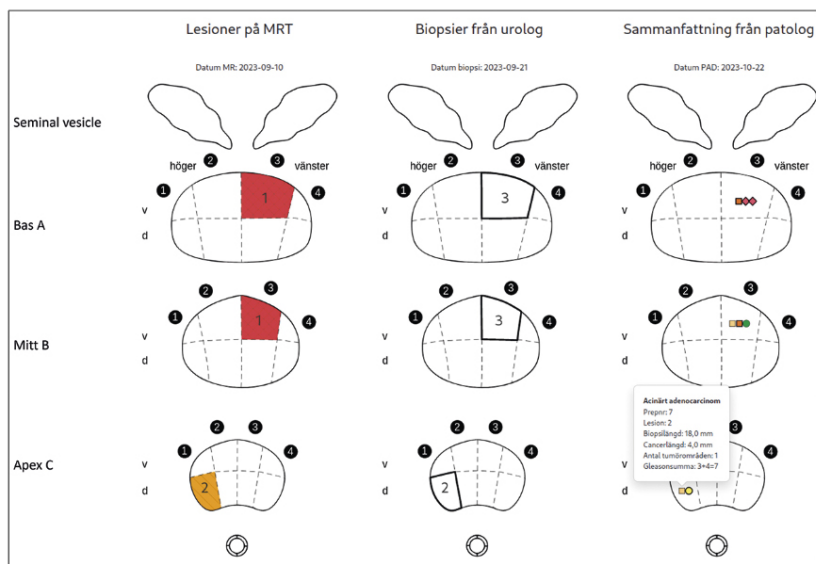 Lesioner på MRT
Biopsier från urolog
Sammanfattning från patolog
Datum MR: 2023-09-10
Datum biopsi: 2023-09-21
Datum PAD: 2023-10-22
Seminal vesicle
höger 2 3 vänster
höger 2 3 vänster
höger 2 3 vänster
1 4
1 4
1 4
1
3
v
v
v
Bas A
d
d
d
2 3
2 3
2 3
1 4
1 4
1 4
1
3
v
v
v
Mitt B
d
d
d
Acinärt adenocarcinom
Prepnr: 7
Lesion: 2
Biopsilängd: 18,0 mm
Cancerlängd: 4,0 mm
Antal tumörområden: 1
Gleasonsumma: 3+4=7
2 3
2 3
3
1 4
1 4
4
Apex C
v
v
v
d
d
d
2
2